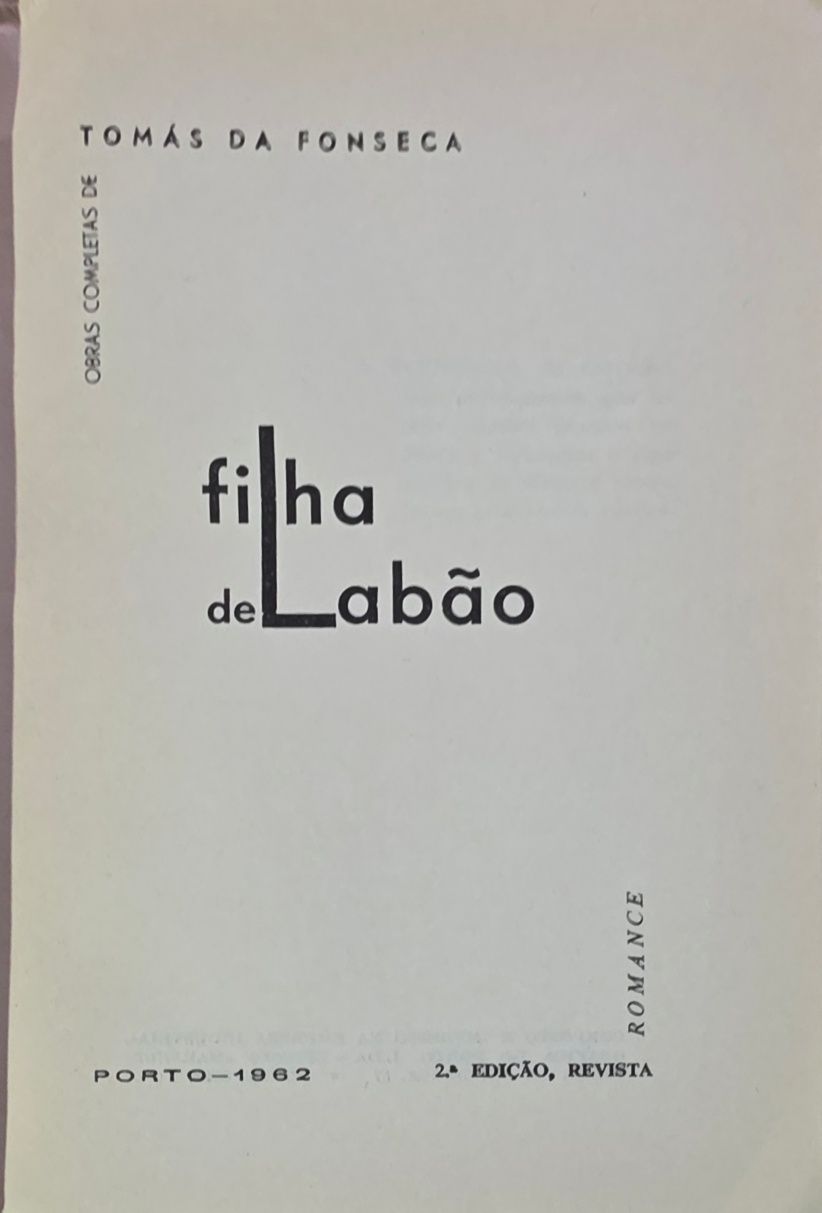 TOMÁS DA FONSECA
OBRAS COMPLETAS DE
filha
de Labão
ROMANCE
PORTO—1962
2.ª EDIÇÃO, REVISTA